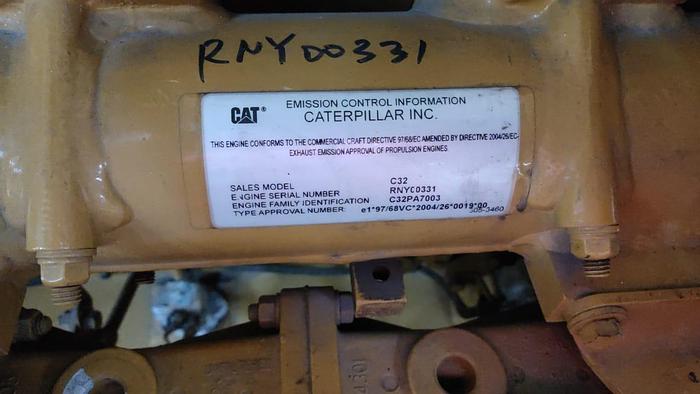 RNY00331
CAT® EMISSION CONTROL INFORMATION
CATERPILLAR INC.
THIS ENGINE CONFORMS TO THE COMMERCIAL CRAFT DIRECTIVE 97/68/EC AMENDED BY DIRECTIVE 2004/26/EC
EXHAUST EMISSION APPROVAL OF PROPULSION ENGINES.
SALES MODEL C32
ENGINE SERIAL NUMBER RNY00331
ENGINE FAMILY IDENTIFICATION C32PA7003
TYPE APPROVAL NUMBER: e1*97/68VC*2004/26*0019*00